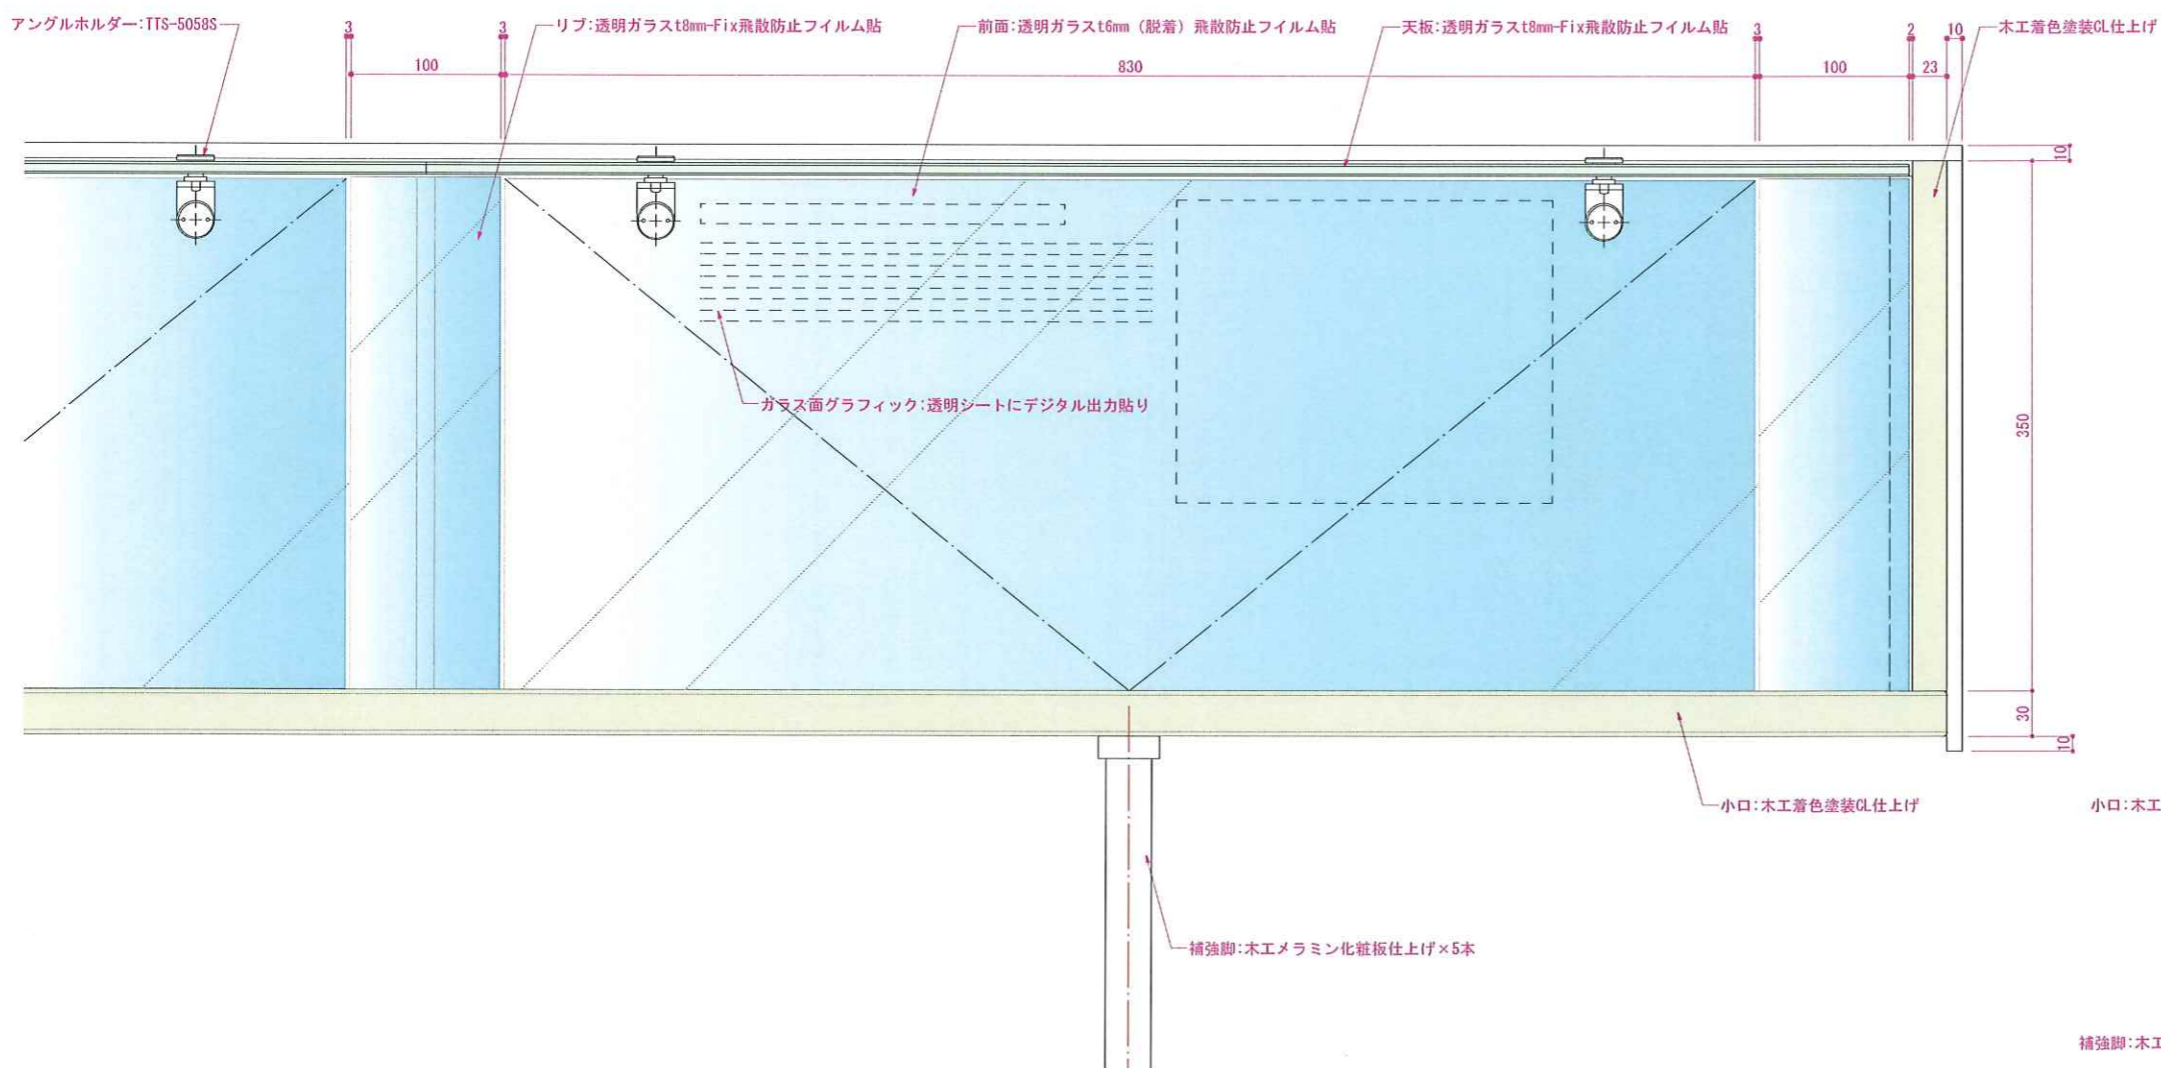 アングルホルダー:TTS-5058S
リブ:透明ガラスt8mm-Fix飛散防止フイルム貼
前面:透明ガラスt6mm（脱着）飛散防止フイルム貼
天板:透明ガラスt8mm-Fix飛散防止フイルム貼
木工着色塗装CL仕上げ
3
3
3
2
10
100
830
100
23
10
350
30
10
ガラス面グラフィック:透明シートにデジタル出力貼り
小口:木工着色塗装CL仕上げ
小口:木工
補強脚:木工メラミン化粧板仕上げ×5本
補強脚:木工